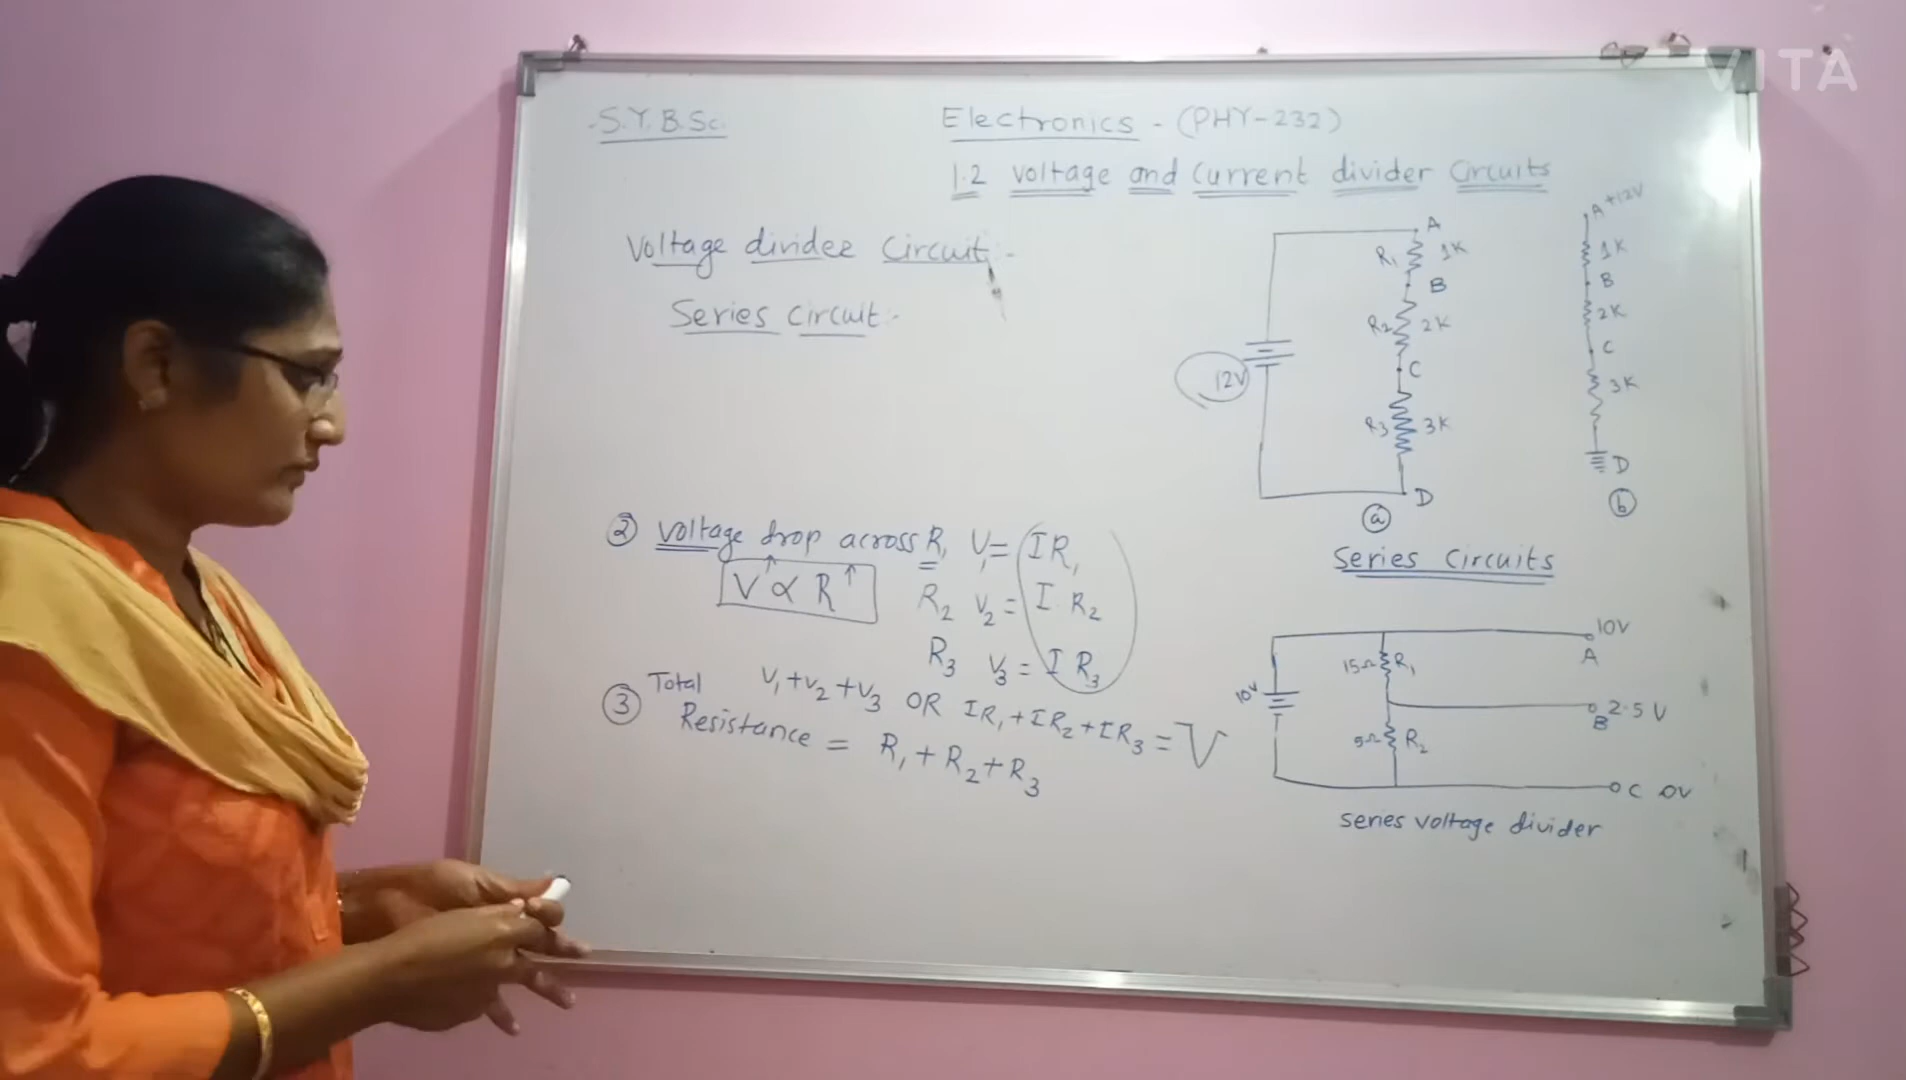 VITA
S.Y.B.Sc.
Electronics - (PHY-232)
1.2 voltage and current divider circuits
Voltage divider circuit:-
Series circuit:-
② voltage drop across R₁ V₁ = IR₁
V ∝ R
R₂ V₂ = I R₂
R₃ V₃ = I R₃
V₁+V₂+V₃ OR IR₁+IR₂+IR₃ = V
③ Total Resistance = R₁+R₂+R₃
12V
A
R₁ 1K
B
R₂ 2K
C
R₃ 3K
D
ⓐ
A +12V
1K
B
2K
C
3K
D
ⓑ
Series Circuits
10V
15Ω R₁
5Ω R₂
10V
A
B 2.5 V
C 0V
series voltage divider